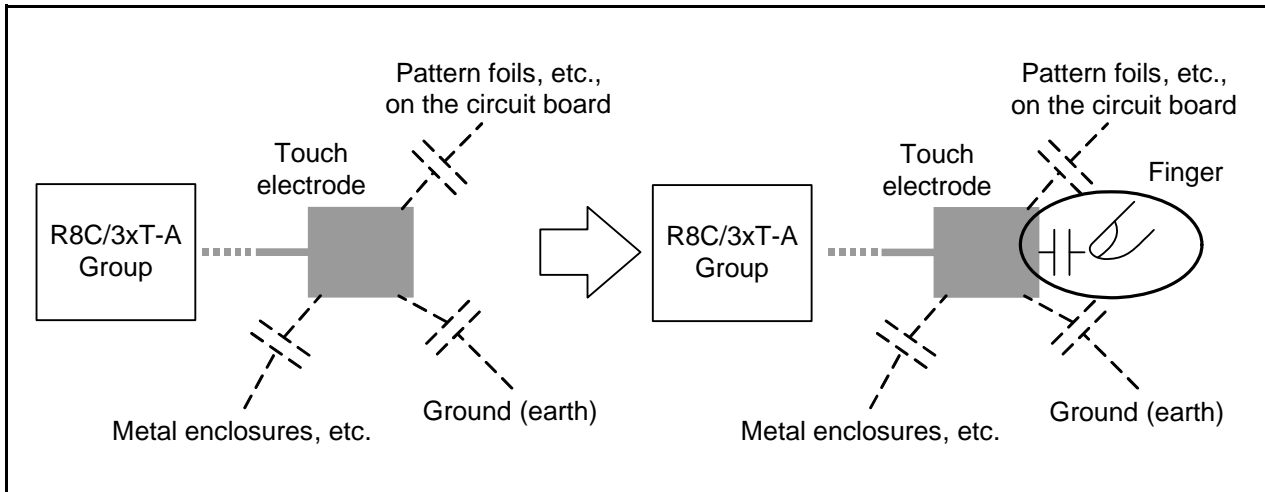 Pattern foils, etc.,
on the circuit board
Touch
electrode
R8C/3xT-A
Group
Metal enclosures, etc.
Ground (earth)
Pattern foils, etc.,
on the circuit board
Touch
electrode
Finger
R8C/3xT-A
Group
Metal enclosures, etc.
Ground (earth)